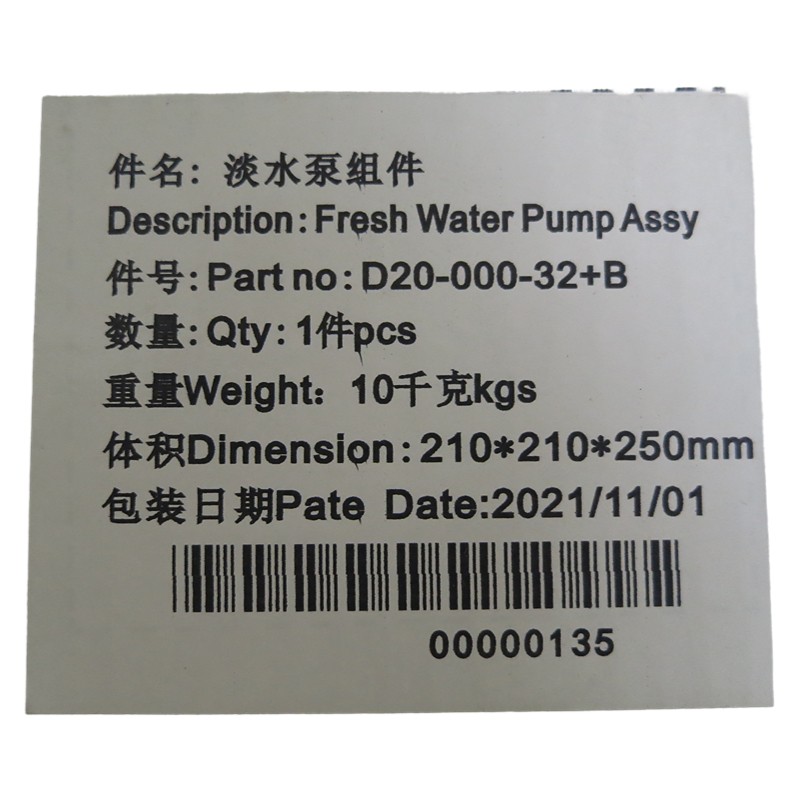 件名: 淡水泵组件
Description: Fresh Water Pump Assy
件号: Part no: D20-000-32+B
数量: Qty: 1件pcs
重量Weight: 10千克kgs
体积Dimension: 210*210*250mm
包装日期Pate Date:2021/11/01
00000135